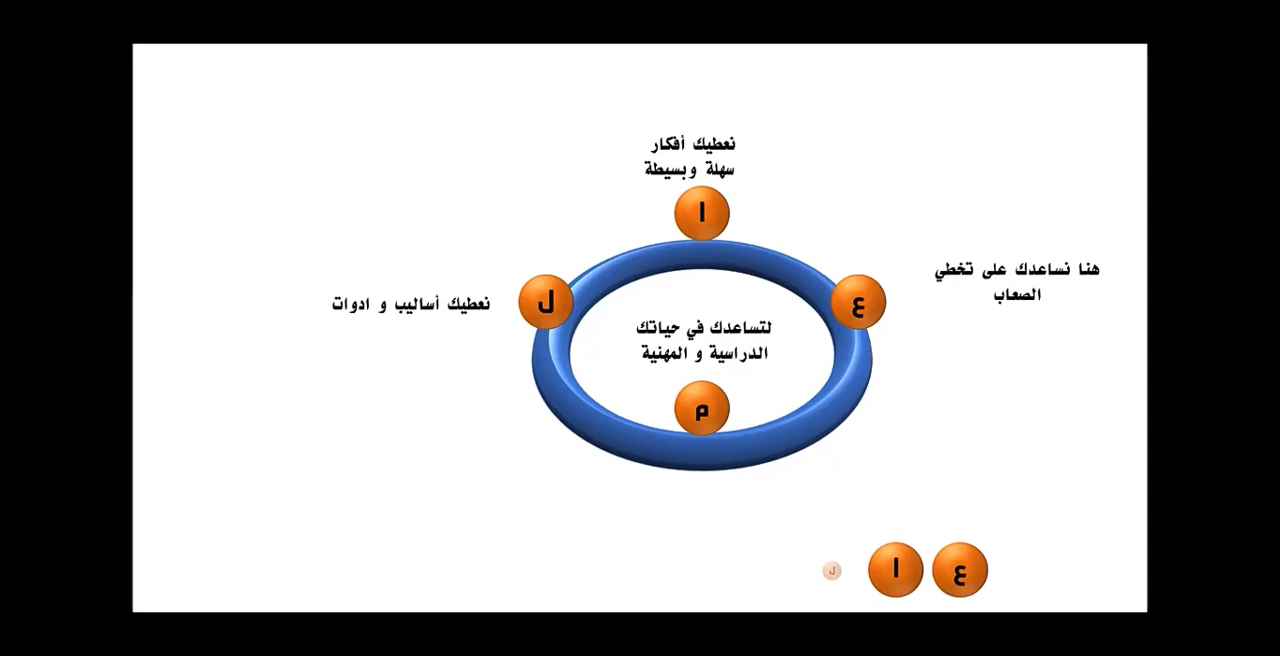 نعطيك أفكار
سهلة وبسيطة
ا
هنا نساعدك على تخطي
الصعاب
ع
ل
نعطيك أساليب و ادوات
لتساعدك في حياتك
الدراسية و المهنية
م
ع ا ل